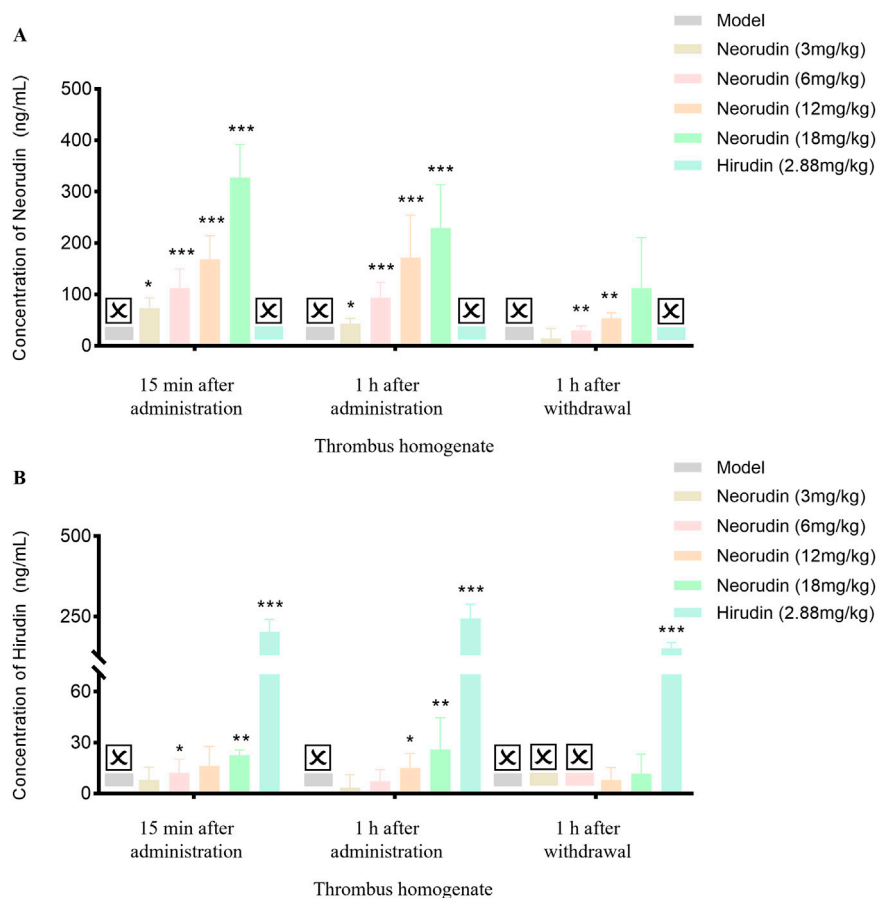 A
Model
Neorudin (3mg/kg)
Neorudin (6mg/kg)
Neorudin (12mg/kg)
Neorudin (18mg/kg)
Hirudin (2.88mg/kg)
Concentration of Neorudin (ng/mL)
500
400
300
200
100
0
***
***
***
*
***
***
***
*
**
**
15 min after
administration
1 h after
administration
1 h after
withdrawal
Thrombus homogenate
B
Model
Neorudin (3mg/kg)
Neorudin (6mg/kg)
Neorudin (12mg/kg)
Neorudin (18mg/kg)
Hirudin (2.88mg/kg)
Concentration of Hirudin (ng/mL)
500
250
60
30
0
***
*
**
***
*
**
***
15 min after
administration
1 h after
administration
1 h after
withdrawal
Thrombus homogenate